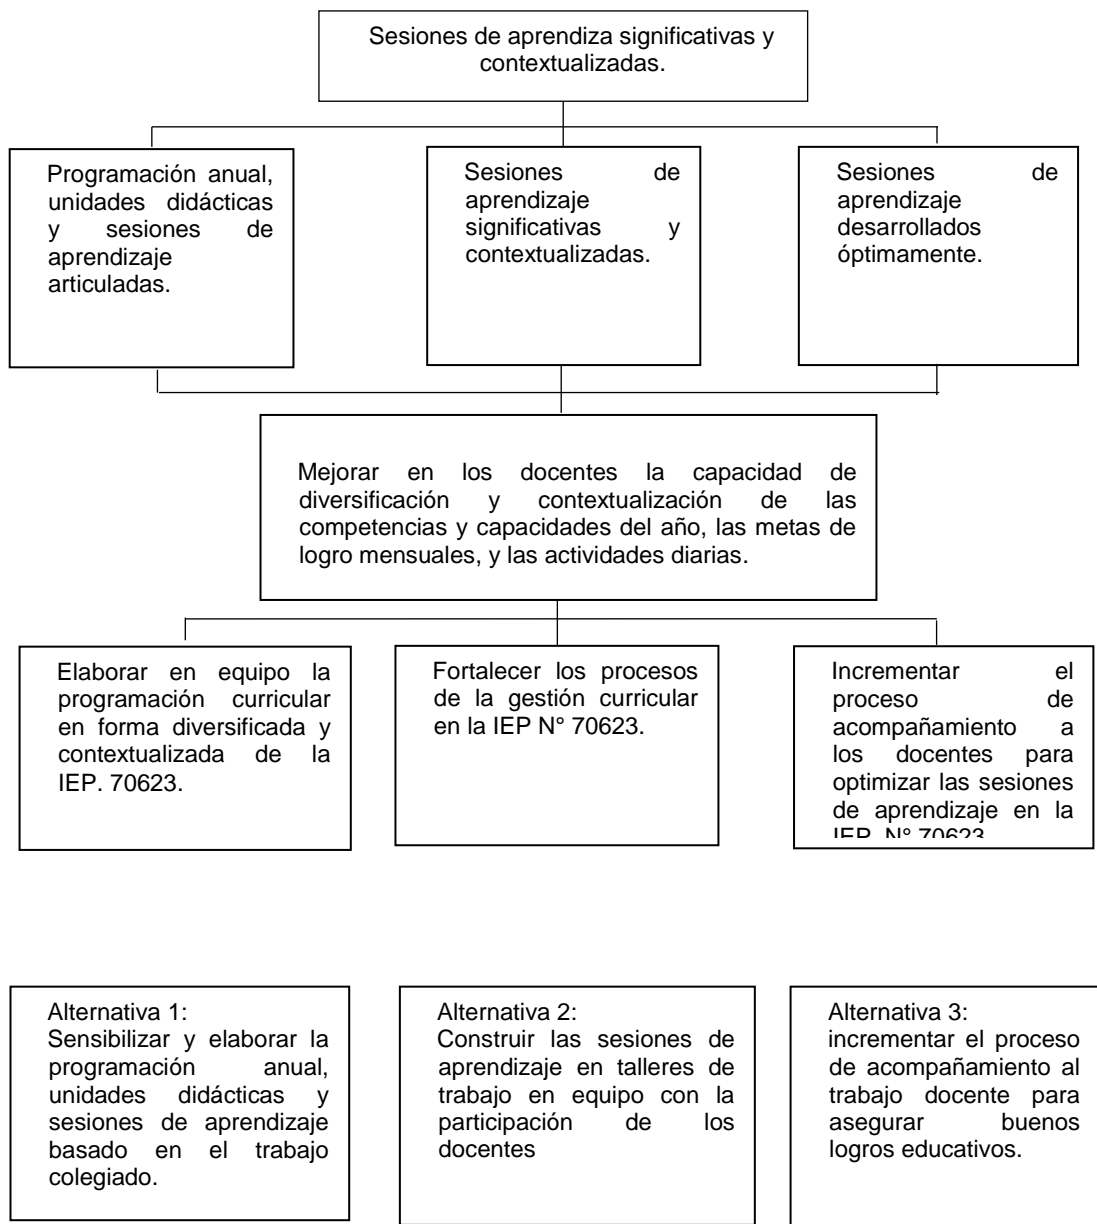 Sesiones de aprendiza significativas y
contextualizadas.
Programación anual,
unidades didácticas
y sesiones de
aprendizaje
articuladas.
Sesiones de
aprendizaje
significativas y
contextualizadas.
Sesiones de
aprendizaje
desarrollados
óptimamente.
Mejorar en los docentes la capacidad de
diversificación y contextualización de las
competencias y capacidades del año, las metas de
logro mensuales, y las actividades diarias.
Elaborar en equipo la
programación curricular
en forma diversificada y
contextualizada de la
IEP. 70623.
Fortalecer los procesos
de la gestión curricular
en la IEP N° 70623.
Incrementar el
proceso de
acompañamiento a
los docentes para
optimizar las sesiones
de aprendizaje en la
IEP. N° 70623
Alternativa 1:
Sensibilizar y elaborar la
programación anual,
unidades didácticas y
sesiones de aprendizaje
basado en el trabajo
colegiado.
Alternativa 2:
Construir las sesiones de
aprendizaje en talleres de
trabajo en equipo con la
participación de los
docentes
Alternativa 3:
incrementar el proceso
de acompañamiento al
trabajo docente para
asegurar buenos
logros educativos.